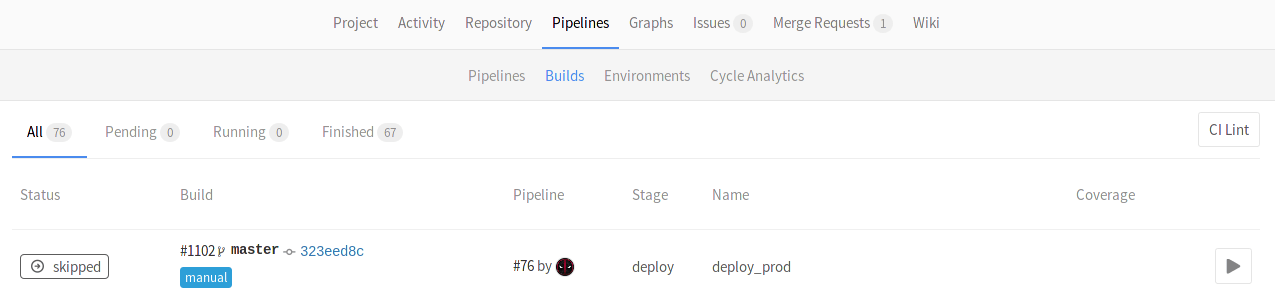 Project Activity Repository Pipelines Graphs Issues 0 Merge Requests 1 Wiki
Pipelines Builds Environments Cycle Analytics
All 76 Pending 0 Running 0 Finished 67 CI Lint
Status Build Pipeline Stage Name Coverage
#1102 master 323eed8c
skipped #76 by deploy deploy_prod
manual